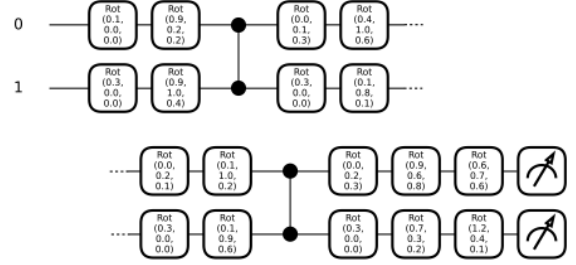 Rot Rot Rot Rot
(0.1, (0.9, (0.0, (0.4,
0 0.0, 0.2, 0.1, 1.0,
0.0) 0.2) 0.3) 0.6)
Rot Rot Rot Rot
(0.3, (0.9, (0.3, (0.1,
1 0.0, 1.0, 0.0, 0.8,
0.0) 0.4) 0.0) 0.1)
Rot Rot Rot Rot Rot
(0.0, (0.1, (0.0, (0.9, (0.6,
0.2, 1.0, 0.2, 0.6, 0.7,
0.1) 0.2) 0.3) 0.8) 0.6)
Rot Rot Rot Rot Rot
(0.3, (0.1, (0.3, (0.7, (1.2,
0.0, 0.9, 0.0, 0.3, 0.4,
0.0) 0.6) 0.0) 0.2) 0.1)